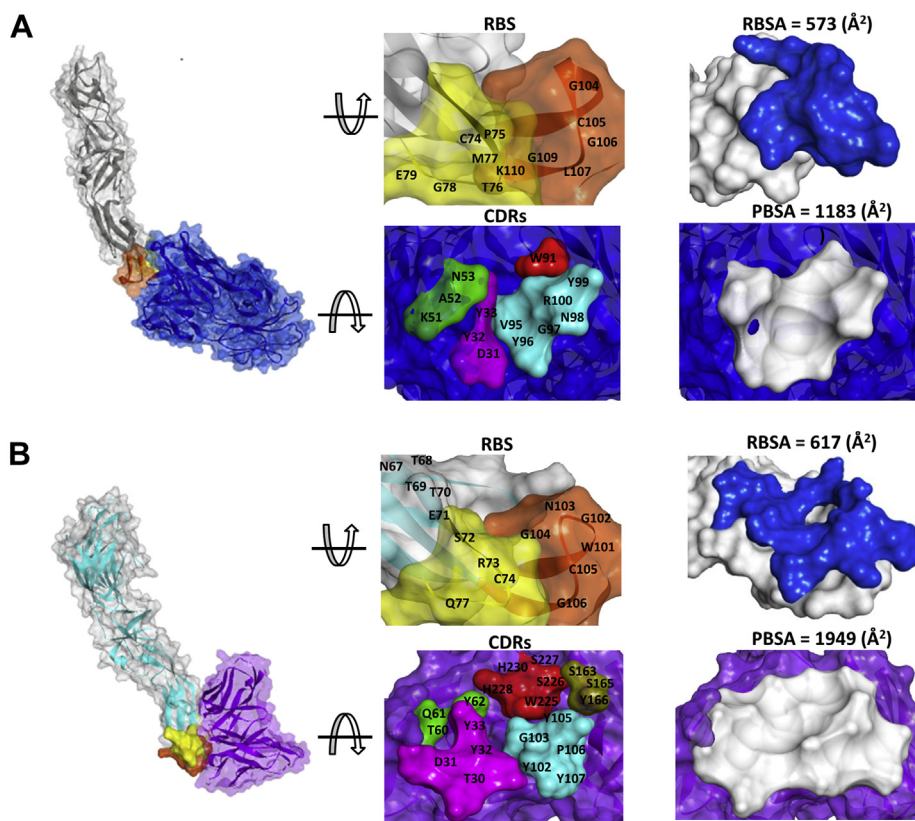 A
RBS
RBSA = 573 (Å²)
G104
C105
P75
C74
G106
M77
G109
K110
L107
E79
G78
T76
CDRs
PBSA = 1183 (Å²)
W91
N53
Y99
A52
R100
K51
Y33
N98
V95
G97
Y32
Y96
D31
B
RBS
RBSA = 617 (Å²)
N67
T68
T69
T70
N103
E71
G102
G104
S72
W101
R73
C105
C74
Q77
G106
CDRs
PBSA = 1949 (Å²)
S227
H230
S163
S226
S165
H228
Y62
W225
Y166
Q61
Y105
Y33
T60
G103
Y32
P106
D31
Y102
T30
Y107